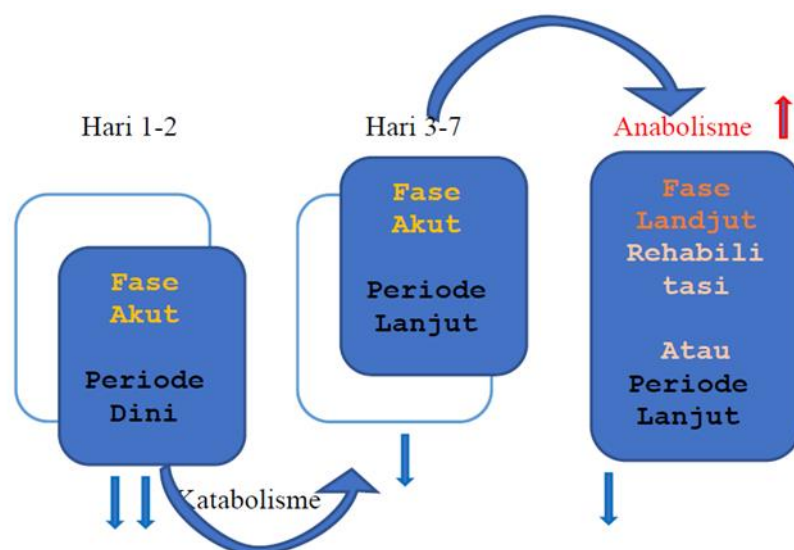 Hari 1-2
Fase
Akut
Periode
Dini
Katabolisme
Hari 3-7
Fase
Akut
Periode
Lanjut
Anabolisme
Fase
Landjut
Rehabili
tasi
Atau
Periode
Lanjut